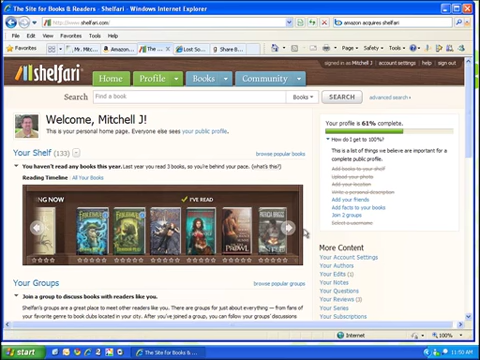 The Site for Books & Readers - Shelfari - Windows Internet Explorer
http://www.shelfari.com/
amazon acquires shelfari
File Edit View Favorites Tools Help
Favorites
Mr. Mitc...
Amazon...
The ...
Lost So...
Share B...
Page Safety Tools
shelfari
signed in as Mitchell J
account settings
help
sign out
Home Profile Books Community
Search
Find a book
Books
SEARCH
advanced search›
Welcome, Mitchell J!
This is your personal home page. Everyone else sees your public profile.
Your Shelf (133)
browse popular books
You haven't read any books this year. Last year you read 3 books, so you're behind your pace. (what's this?)
Reading Timeline · All Your Books
NG NOW
I'VE READ
PROWL
Your Groups
browse popular groups
Join a group to discuss books with readers like you.
Shelfari's groups are a great place to meet other readers like you. There are groups for just about everything — from fans of
your favorite genre to book clubs located in your city. After you've joined a group, you can follow your groups' discussions
Your profile is 61% complete.
How do I get to 100%?
This is a list of things we believe are important for a
complete public profile.
Add books to your shelf
Upload your photo
Add your location
Write a personal description
Add your friends
Add facts to your books
Join 2 groups
Select a username
More Content
Your Account Settings
Your Authors
Your Edits (1)
Your Notes
Your Questions
Your Reviews (3)
Your Lists
Internet
100%
start
The Site for Books & R...
11:50 AM